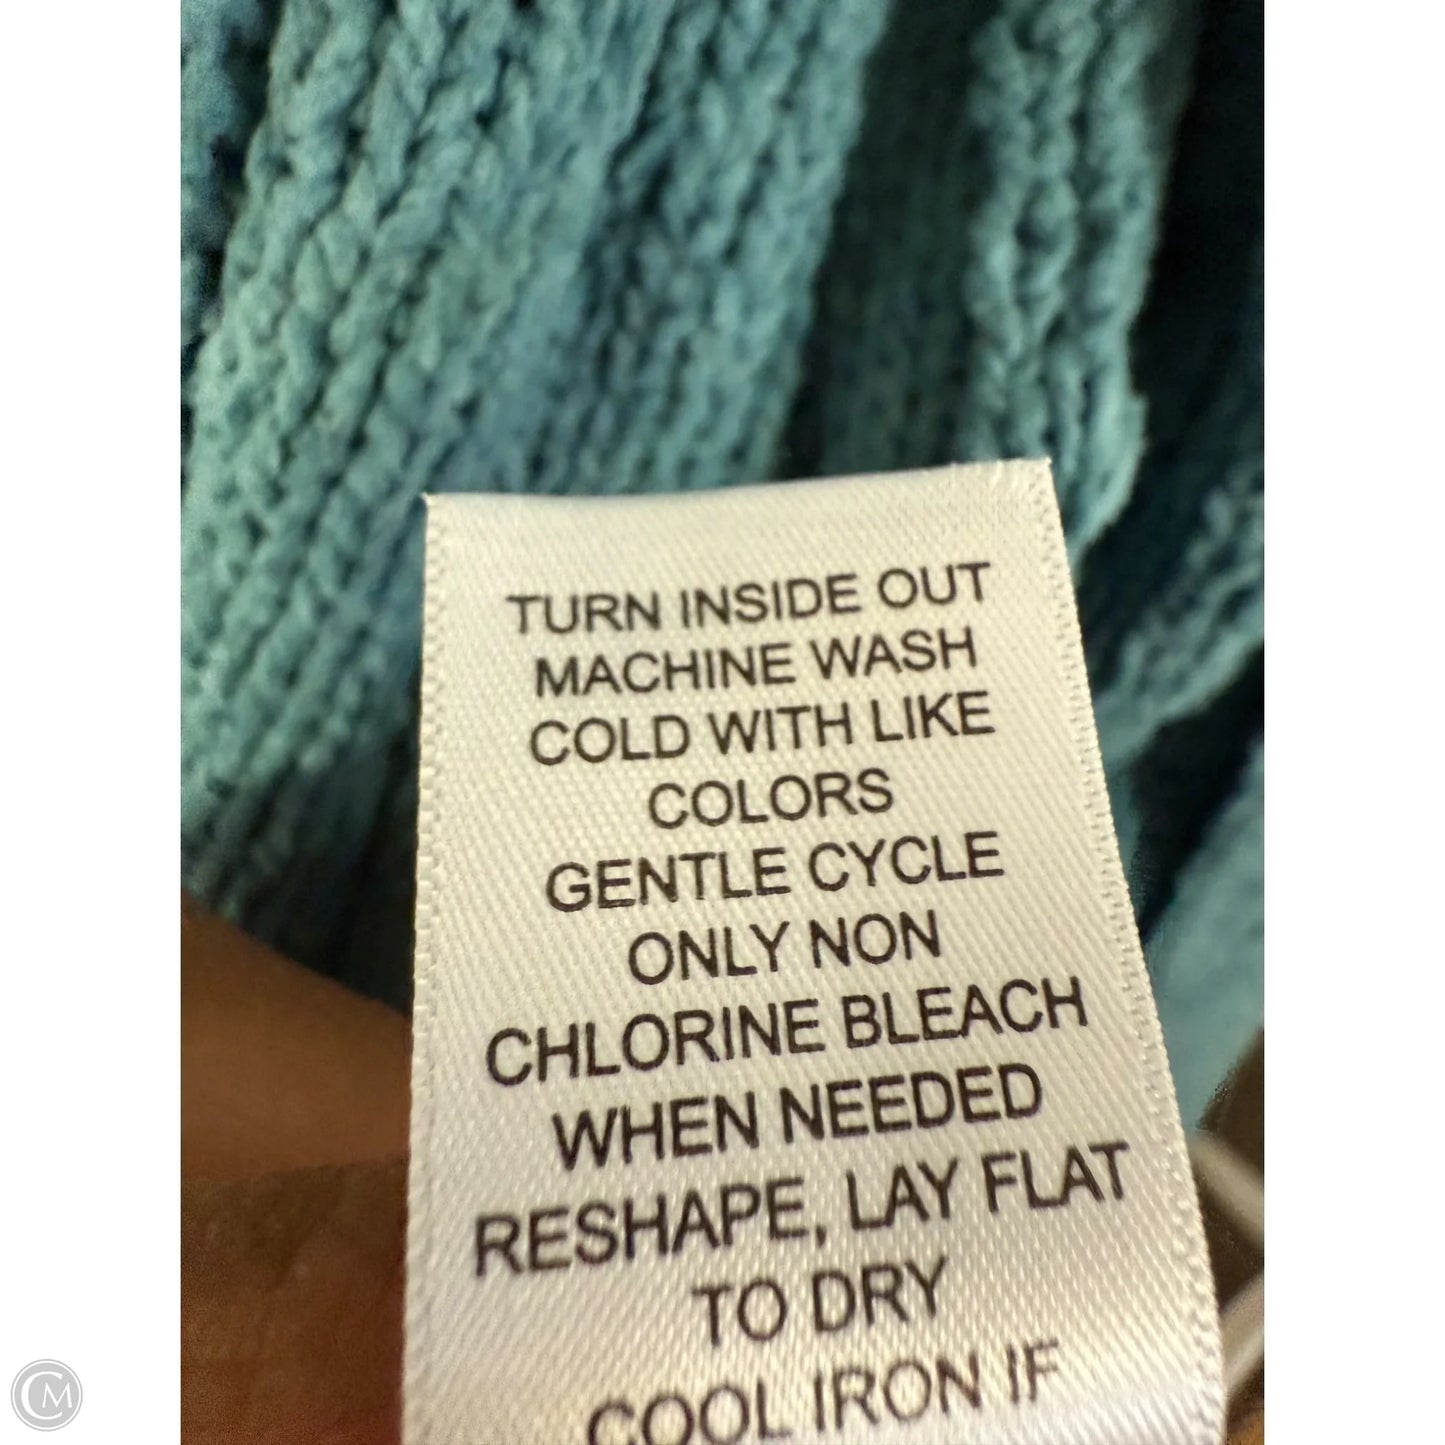 TURN INSIDE OUT
MACHINE WASH
COLD WITH LIKE
COLORS
GENTLE CYCLE
ONLY NON
CHLORINE BLEACH
WHEN NEEDED
RESHAPE, LAY FLAT
TO DRY
COOL IRON IF
CM